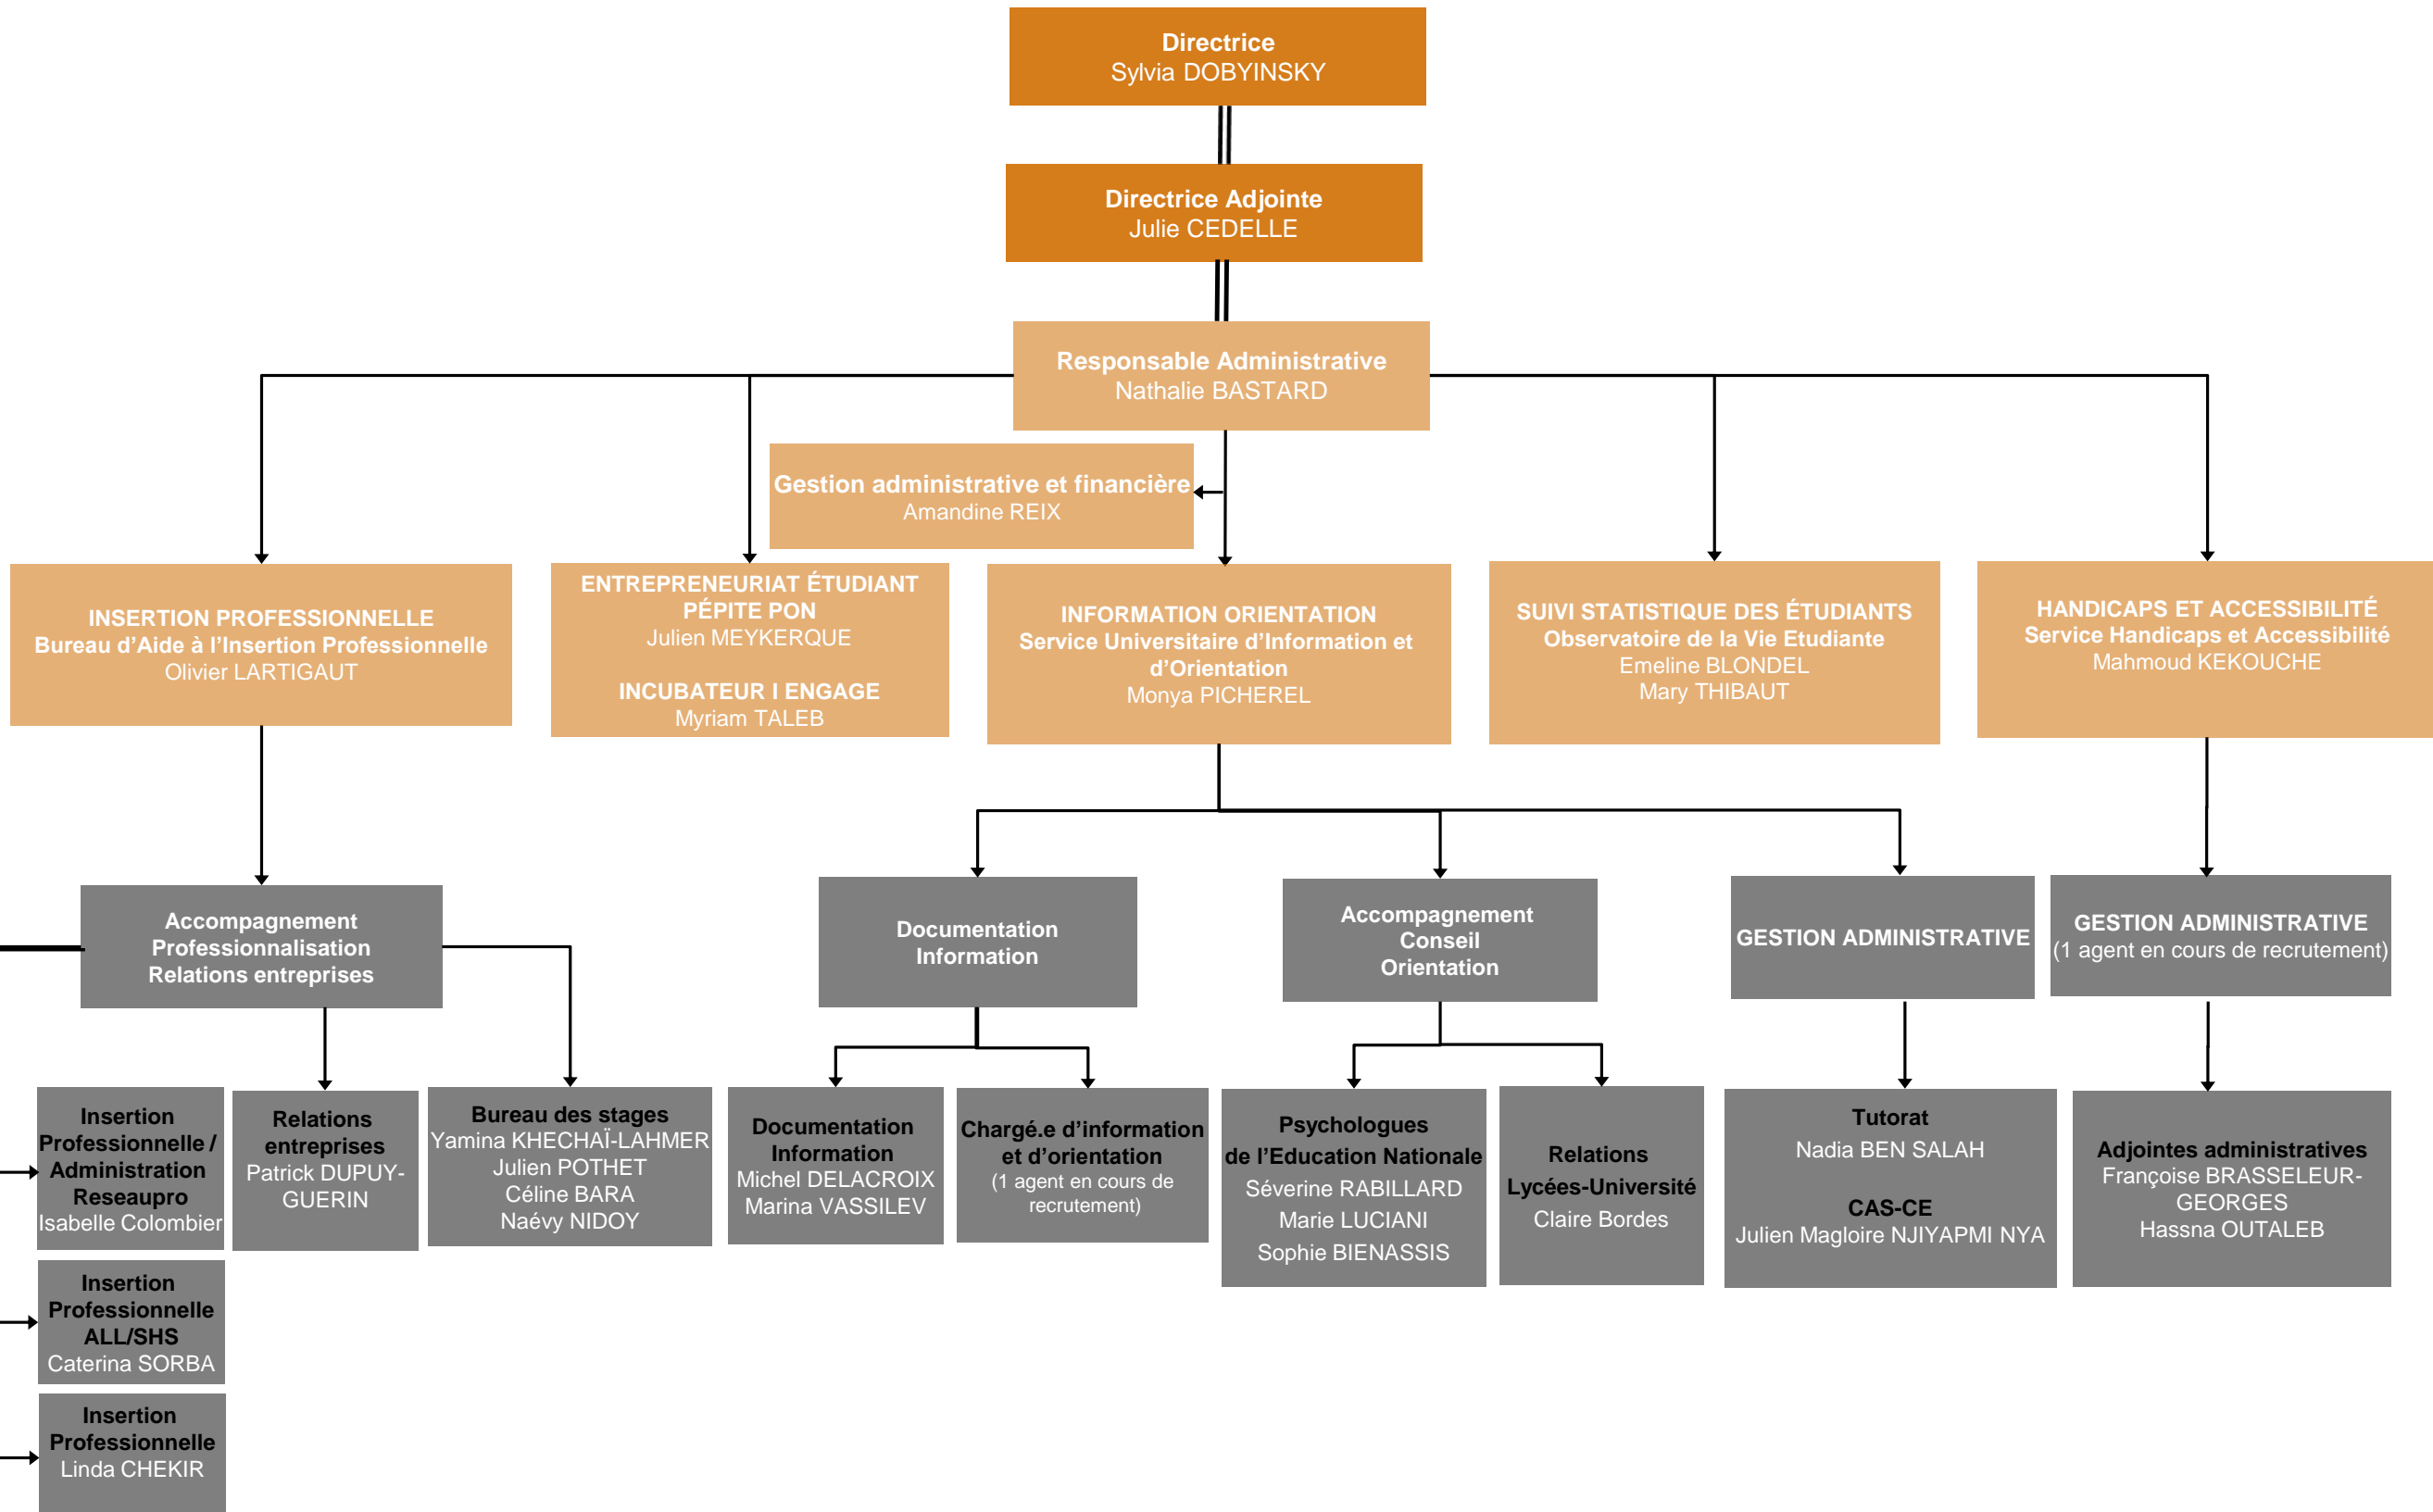 Directrice
Sylvia DOBYINSKY
Directrice Adjointe
Julie CEDELLE
Responsable Administrative
Nathalie BASTARD
Gestion administrative et financière
Amandine REIX
INSERTION PROFESSIONNELLE
Bureau d’Aide à l’Insertion Professionnelle
Olivier LARTIGAUT
ENTREPRENEURIAT ÉTUDIANT
PÉPITE PON
Julien MEYKERQUE
INCUBATEUR I ENGAGE
Myriam TALEB
INFORMATION ORIENTATION
Service Universitaire d’Information et
d’Orientation
Monya PICHEREL
SUIVI STATISTIQUE DES ÉTUDIANTS
Observatoire de la Vie Etudiante
Emeline BLONDEL
Mary THIBAUT
HANDICAPS ET ACCESSIBILITÉ
Service Handicaps et Accessibilité
Mahmoud KEKOUCHE
Accompagnement
Professionnalisation
Relations entreprises
Documentation
Information
Accompagnement
Conseil
Orientation
GESTION ADMINISTRATIVE
GESTION ADMINISTRATIVE
(1 agent en cours de recrutement)
Insertion
Professionnelle /
Administration
Reseaupro
Isabelle Colombier
Relations
entreprises
Patrick DUPUY-
GUERIN
Bureau des stages
Yamina KHECHAÏ-LAHMER
Julien POTHET
Céline BARA
Naévy NIDOY
Documentation
Information
Michel DELACROIX
Marina VASSILEV
Chargé.e d’information
et d’orientation
(1 agent en cours de
recrutement)
Psychologues
de l’Education Nationale
Séverine RABILLARD
Marie LUCIANI
Sophie BIENASSIS
Relations
Lycées-Université
Claire Bordes
Tutorat
Nadia BEN SALAH
CAS-CE
Julien Magloire NJIYAPMI NYA
Adjointes administratives
Françoise BRASSELEUR-
GEORGES
Hassna OUTALEB
Insertion
Professionnelle
ALL/SHS
Caterina SORBA
Insertion
Professionnelle
Linda CHEKIR